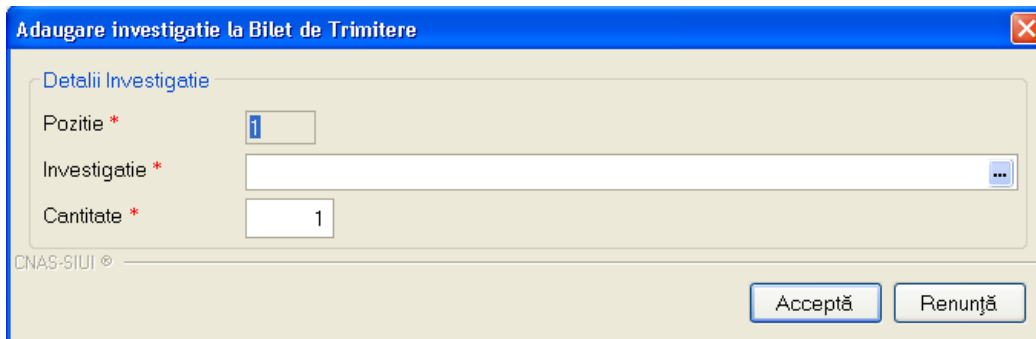 Adaugare investigatie la Bilet de Trimitere
Detalii Investigatie
Pozitie * 1
Investigatie * ...
Cantitate * 1
CNAS-SIUI ®
Acceptă Renunţă